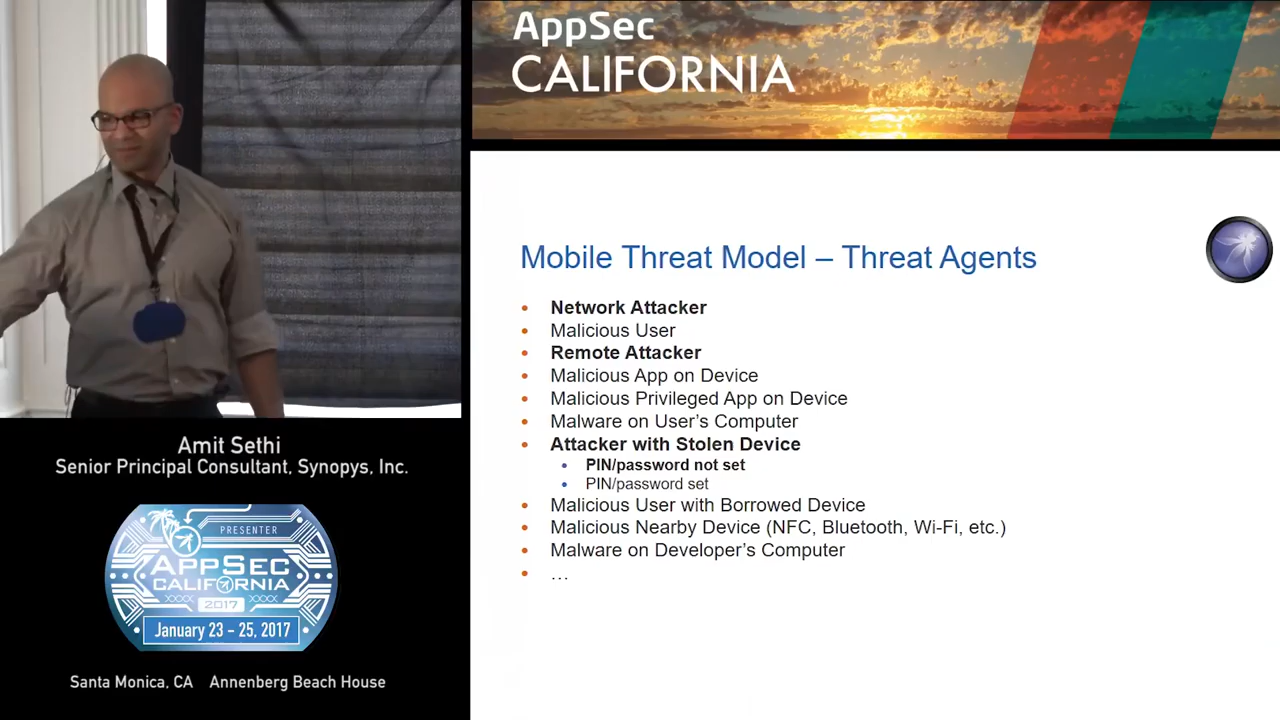 AppSec
CALIFORNIA
Mobile Threat Model – Threat Agents
• Network Attacker
• Malicious User
• Remote Attacker
• Malicious App on Device
• Malicious Privileged App on Device
• Malware on User's Computer
• Attacker with Stolen Device
• PIN/password not set
• PIN/password set
• Malicious User with Borrowed Device
• Malicious Nearby Device (NFC, Bluetooth, Wi-Fi, etc.)
• Malware on Developer's Computer
• …
Amit Sethi
Senior Principal Consultant, Synopys, Inc.
PRESENTER
APPSEC
CALIFORNIA
XXXX 2017 XXXX
January 23 – 25, 2017
Santa Monica, CA Annenberg Beach House